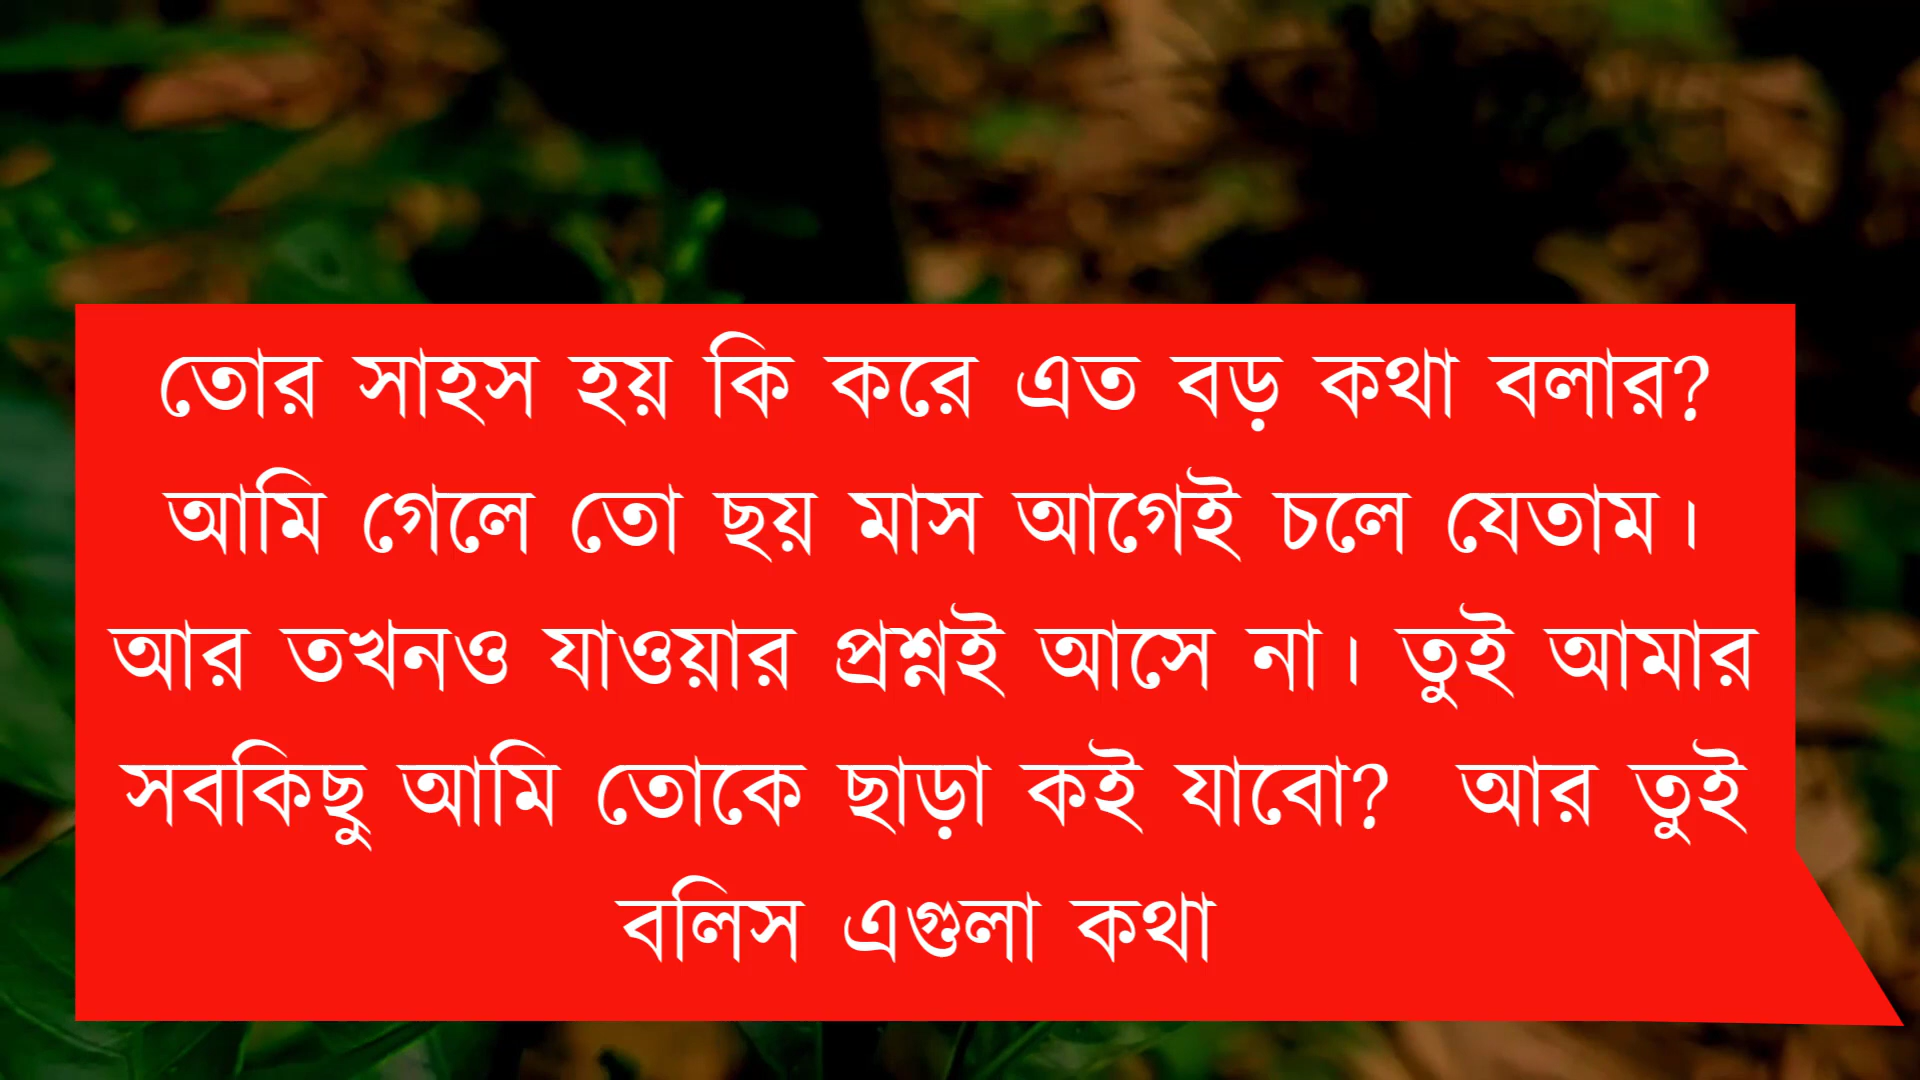 তোর সাহস হয় কি করে এত বড় কথা বলার?
আমি গেলে তো ছয় মাস আগেই চলে যেতাম।
আর তখনও যাওয়ার প্রশ্নই আসে না। তুই আমার
সবকিছু আমি তোকে ছাড়া কই যাবো? আর তুই
বলিস এগুলা কথা